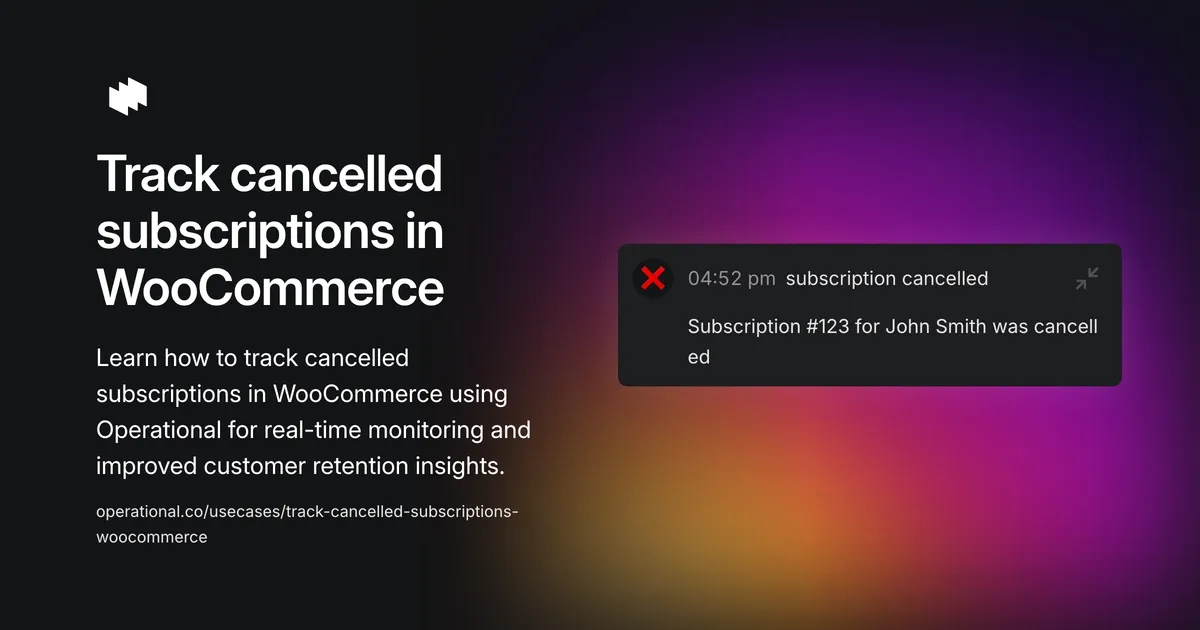 Track cancelled
subscriptions in
WooCommerce
Learn how to track cancelled
subscriptions in WooCommerce using
Operational for real-time monitoring and
improved customer retention insights.
operational.co/usecases/track-cancelled-subscriptions-
woocommerce
04:52 pm subscription cancelled
Subscription #123 for John Smith was cancell
ed